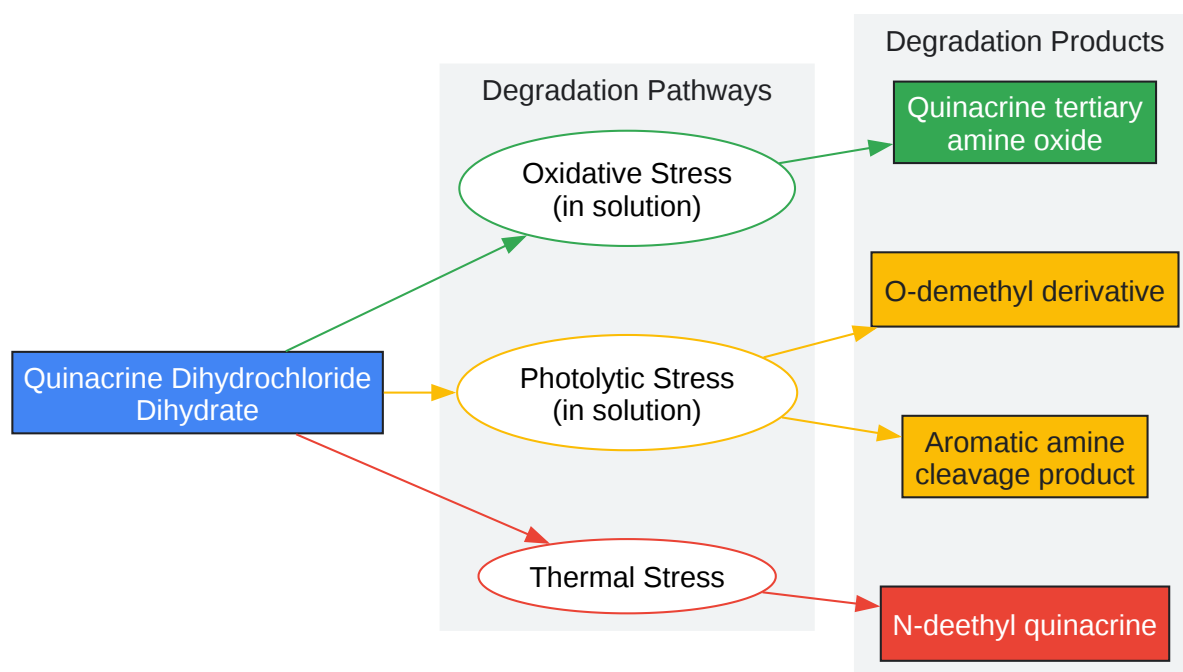 Degradation Products
Degradation Pathways
Quinacrine tertiary
amine oxide
Oxidative Stress
(in solution)
O-demethyl derivative
Quinacrine Dihydrochloride
Dihydrate
Photolytic Stress
(in solution)
Aromatic amine
cleavage product
Thermal Stress
N-deethyl quinacrine